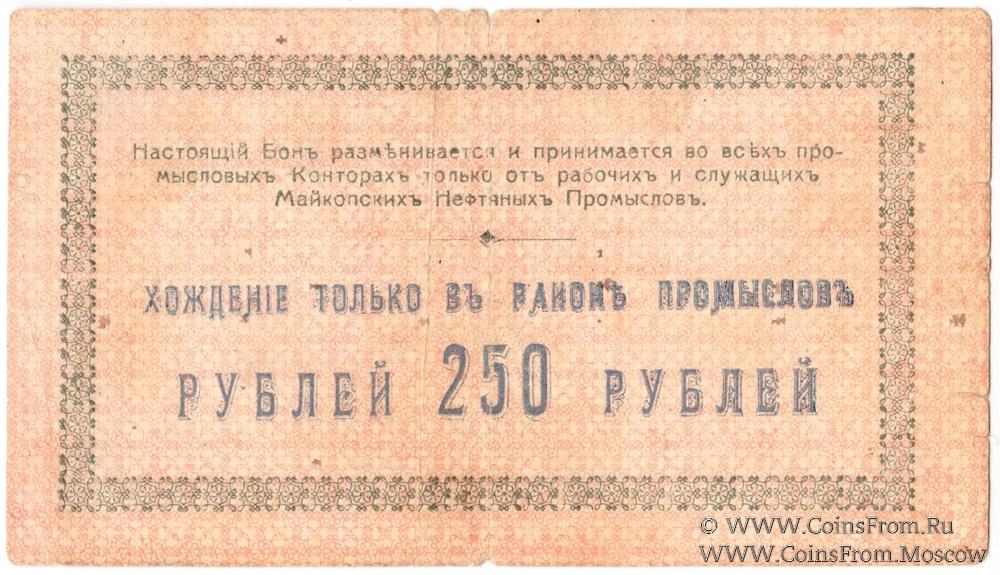 Настоящій Бонъ размѣнивается и принимается во всѣхъ про-
мысловыхъ Конторахъ только отъ рабочихъ и служащихъ
Майкопскихъ Нефтяныхъ Промысловъ.
ХОЖДЕНІЕ ТОЛЬКО ВЪ РАІОНѢ ПРОМЫСЛОВЪ
РУБЛЕЙ 250 РУБЛЕЙ
© WWW.CoinsFrom.Ru
WWW.CoinsFrom.Moscow